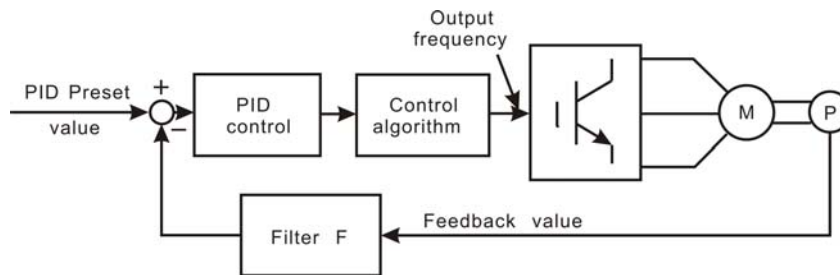 Output
frequency
PID Preset
value
+
−
PID
control
Control
algorithm
M
P
Filter F
Feedback value